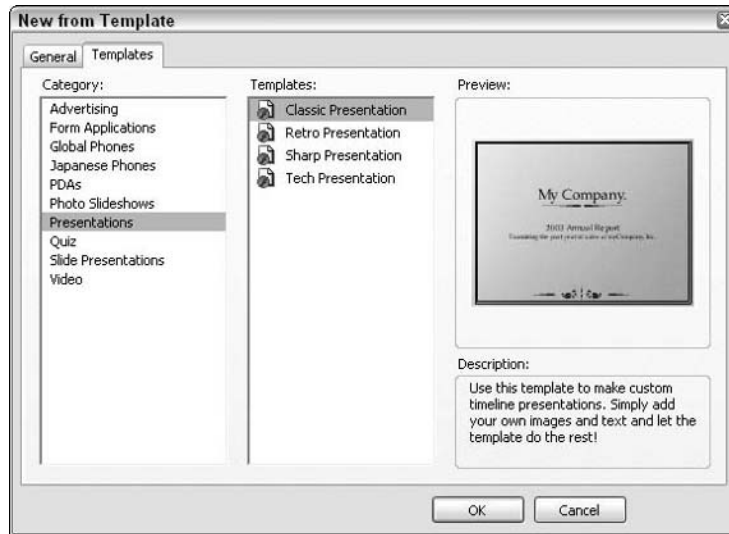 New from Template
General Templates
Category:
Advertising
Form Applications
Global Phones
Japanese Phones
PDAs
Photo Slideshows
Presentations
Quiz
Slide Presentations
Video
Templates:
Classic Presentation
Retro Presentation
Sharp Presentation
Tech Presentation
Preview:
My Company.
2003 Annual Report
Description:
Use this template to make custom
timeline presentations. Simply add
your own images and text and let the
template do the rest!
OK Cancel